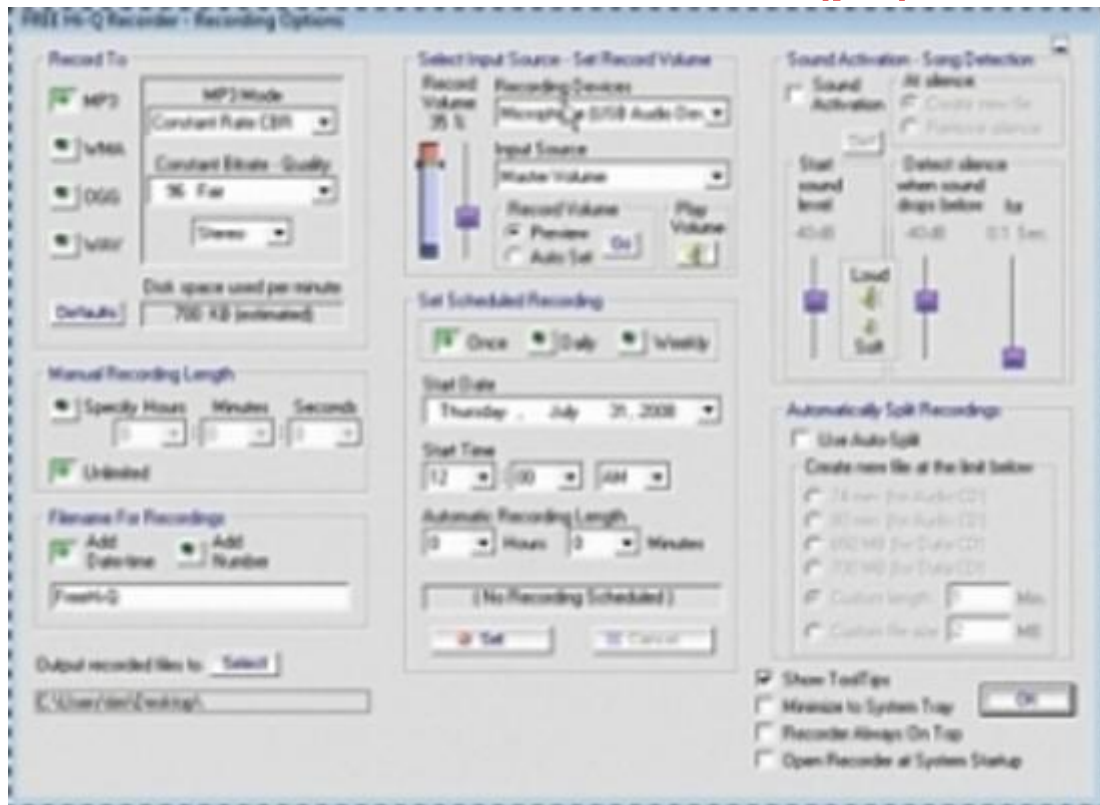 FREE Hi-Q Recorder - Recording Options
Record To
MP3
WMA
OGG
WAV
MP3 Mode
Constant Rate CBR
Constant Bitrate - Quality
96 Fair
Stereo
Disk space used per minute
Defaults
700 KB (estimated)
Manual Recording Length
Specify Hours Minutes Seconds
0 : 0 : 0
Unlimited
Filename For Recordings
Add Date-time
Add Number
FreeHi-Q
Output recorded files to Select
Select Input Source - Set Record Volume
Record Volume
35 %
Recording Devices
Microphone (USB Audio Dev
Input Source
Master Volume
Record Volume
Preview
Auto Set
Go
Play Volume
Set Scheduled Recording
Once Daily Weekly
Start Date
Thursday , July 31, 2008
Start Time
12 : 00 AM
Automatic Recording Length
0 Hours 0 Minutes
( No Recording Scheduled )
Set
Cancel
Sound Activation - Song Detection
Sound Activation
At silence
Create new file
Remove silence
Start sound level
Detect silence when sound drops below for
-40dB
-40dB
0.1 Sec.
Loud
Soft
Automatically Split Recordings
Use Auto-Split
Create new file at the limit below
74 min (for Audio CD)
80 min (for Audio CD)
650 MB (for Data CD)
700 MB (for Data CD)
Custom length Min.
Custom file size 2 MB
Show ToolTips
Minimize to System Tray
OK
Recorder Always On Top
Open Recorder at System Startup